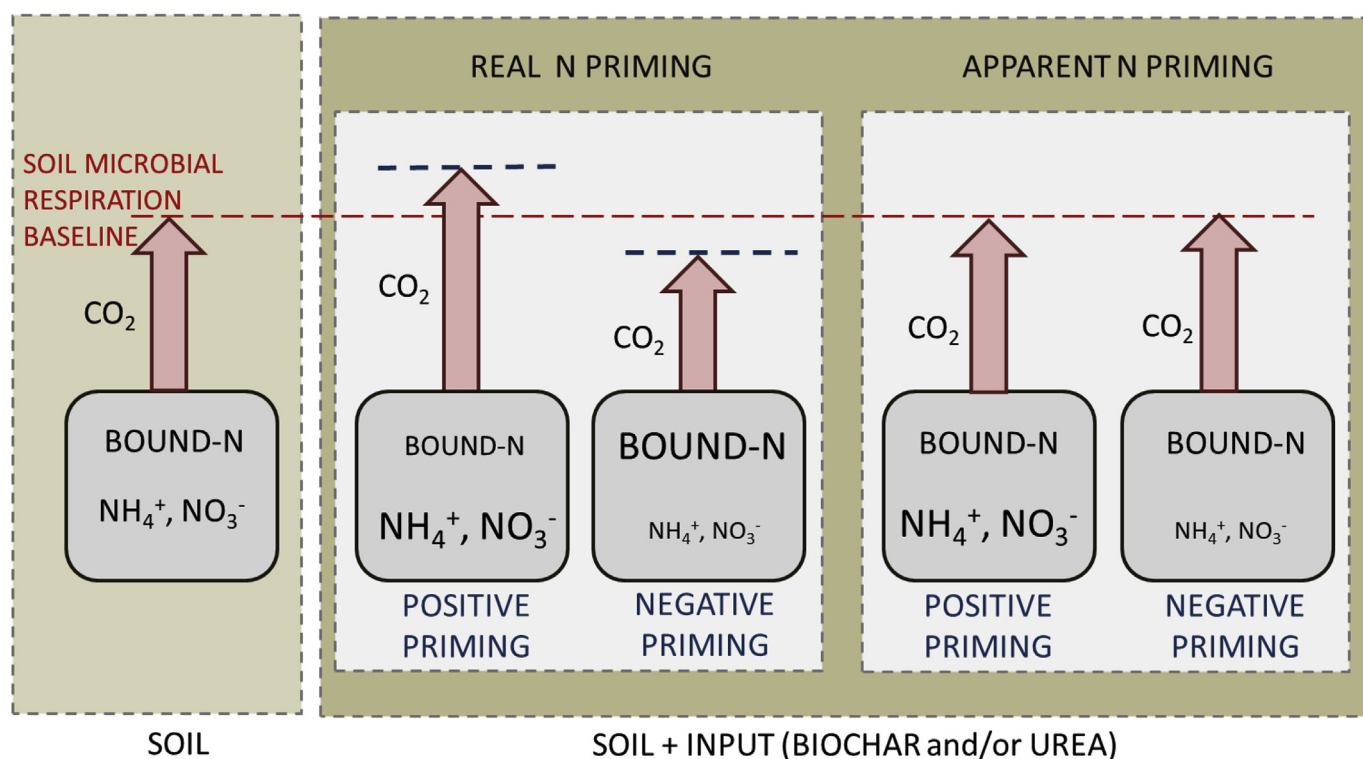 REAL N PRIMING
APPARENT N PRIMING
SOIL MICROBIAL
RESPIRATION
BASELINE
CO₂
CO₂
CO₂
CO₂
CO₂
BOUND-N
NH₄⁺, NO₃⁻
BOUND-N
NH₄⁺, NO₃⁻
POSITIVE
PRIMING
BOUND-N
NH₄⁺, NO₃⁻
NEGATIVE
PRIMING
BOUND-N
NH₄⁺, NO₃⁻
POSITIVE
PRIMING
BOUND-N
NH₄⁺, NO₃⁻
NEGATIVE
PRIMING
SOIL
SOIL + INPUT (BIOCHAR and/or UREA)